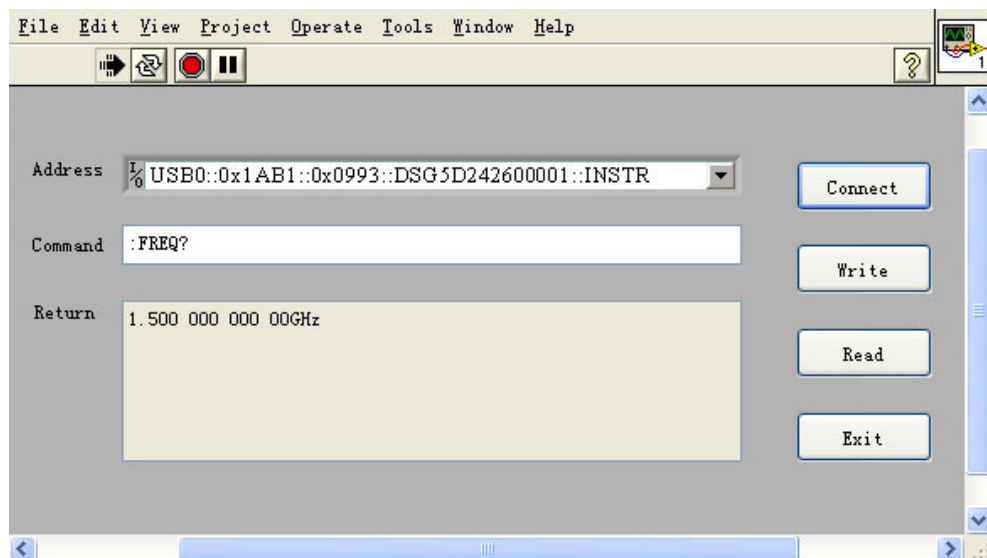 File Edit View Project Operate Tools Window Help
?
1
Address
I/O USB0::0x1AB1::0x0993::DSG5D242600001::INSTR
Connect
Command
:FREQ?
Write
Return
1.500 000 000 00GHz
Read
Exit